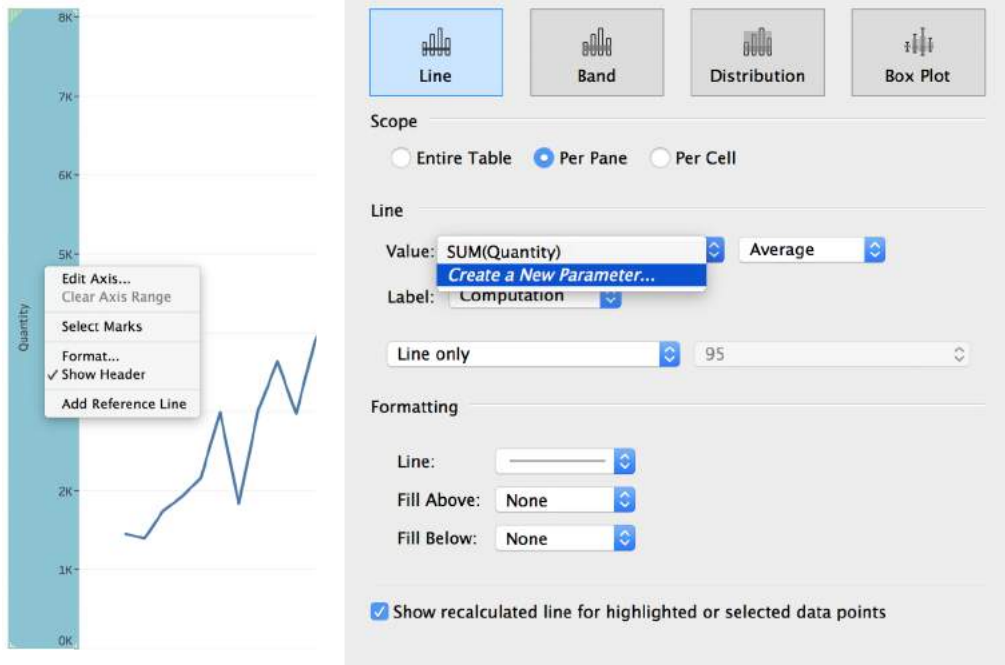 8K
7K
6K
5K
2K
1K
0K
Quantity
Edit Axis...
Clear Axis Range
Select Marks
Format...
✓ Show Header
Add Reference Line
Line Band Distribution Box Plot
Scope
Entire Table Per Pane Per Cell
Line
Value: SUM(Quantity) Average
Create a New Parameter...
Label: Computation
Line only 95
Formatting
Line:
Fill Above: None
Fill Below: None
Show recalculated line for highlighted or selected data points